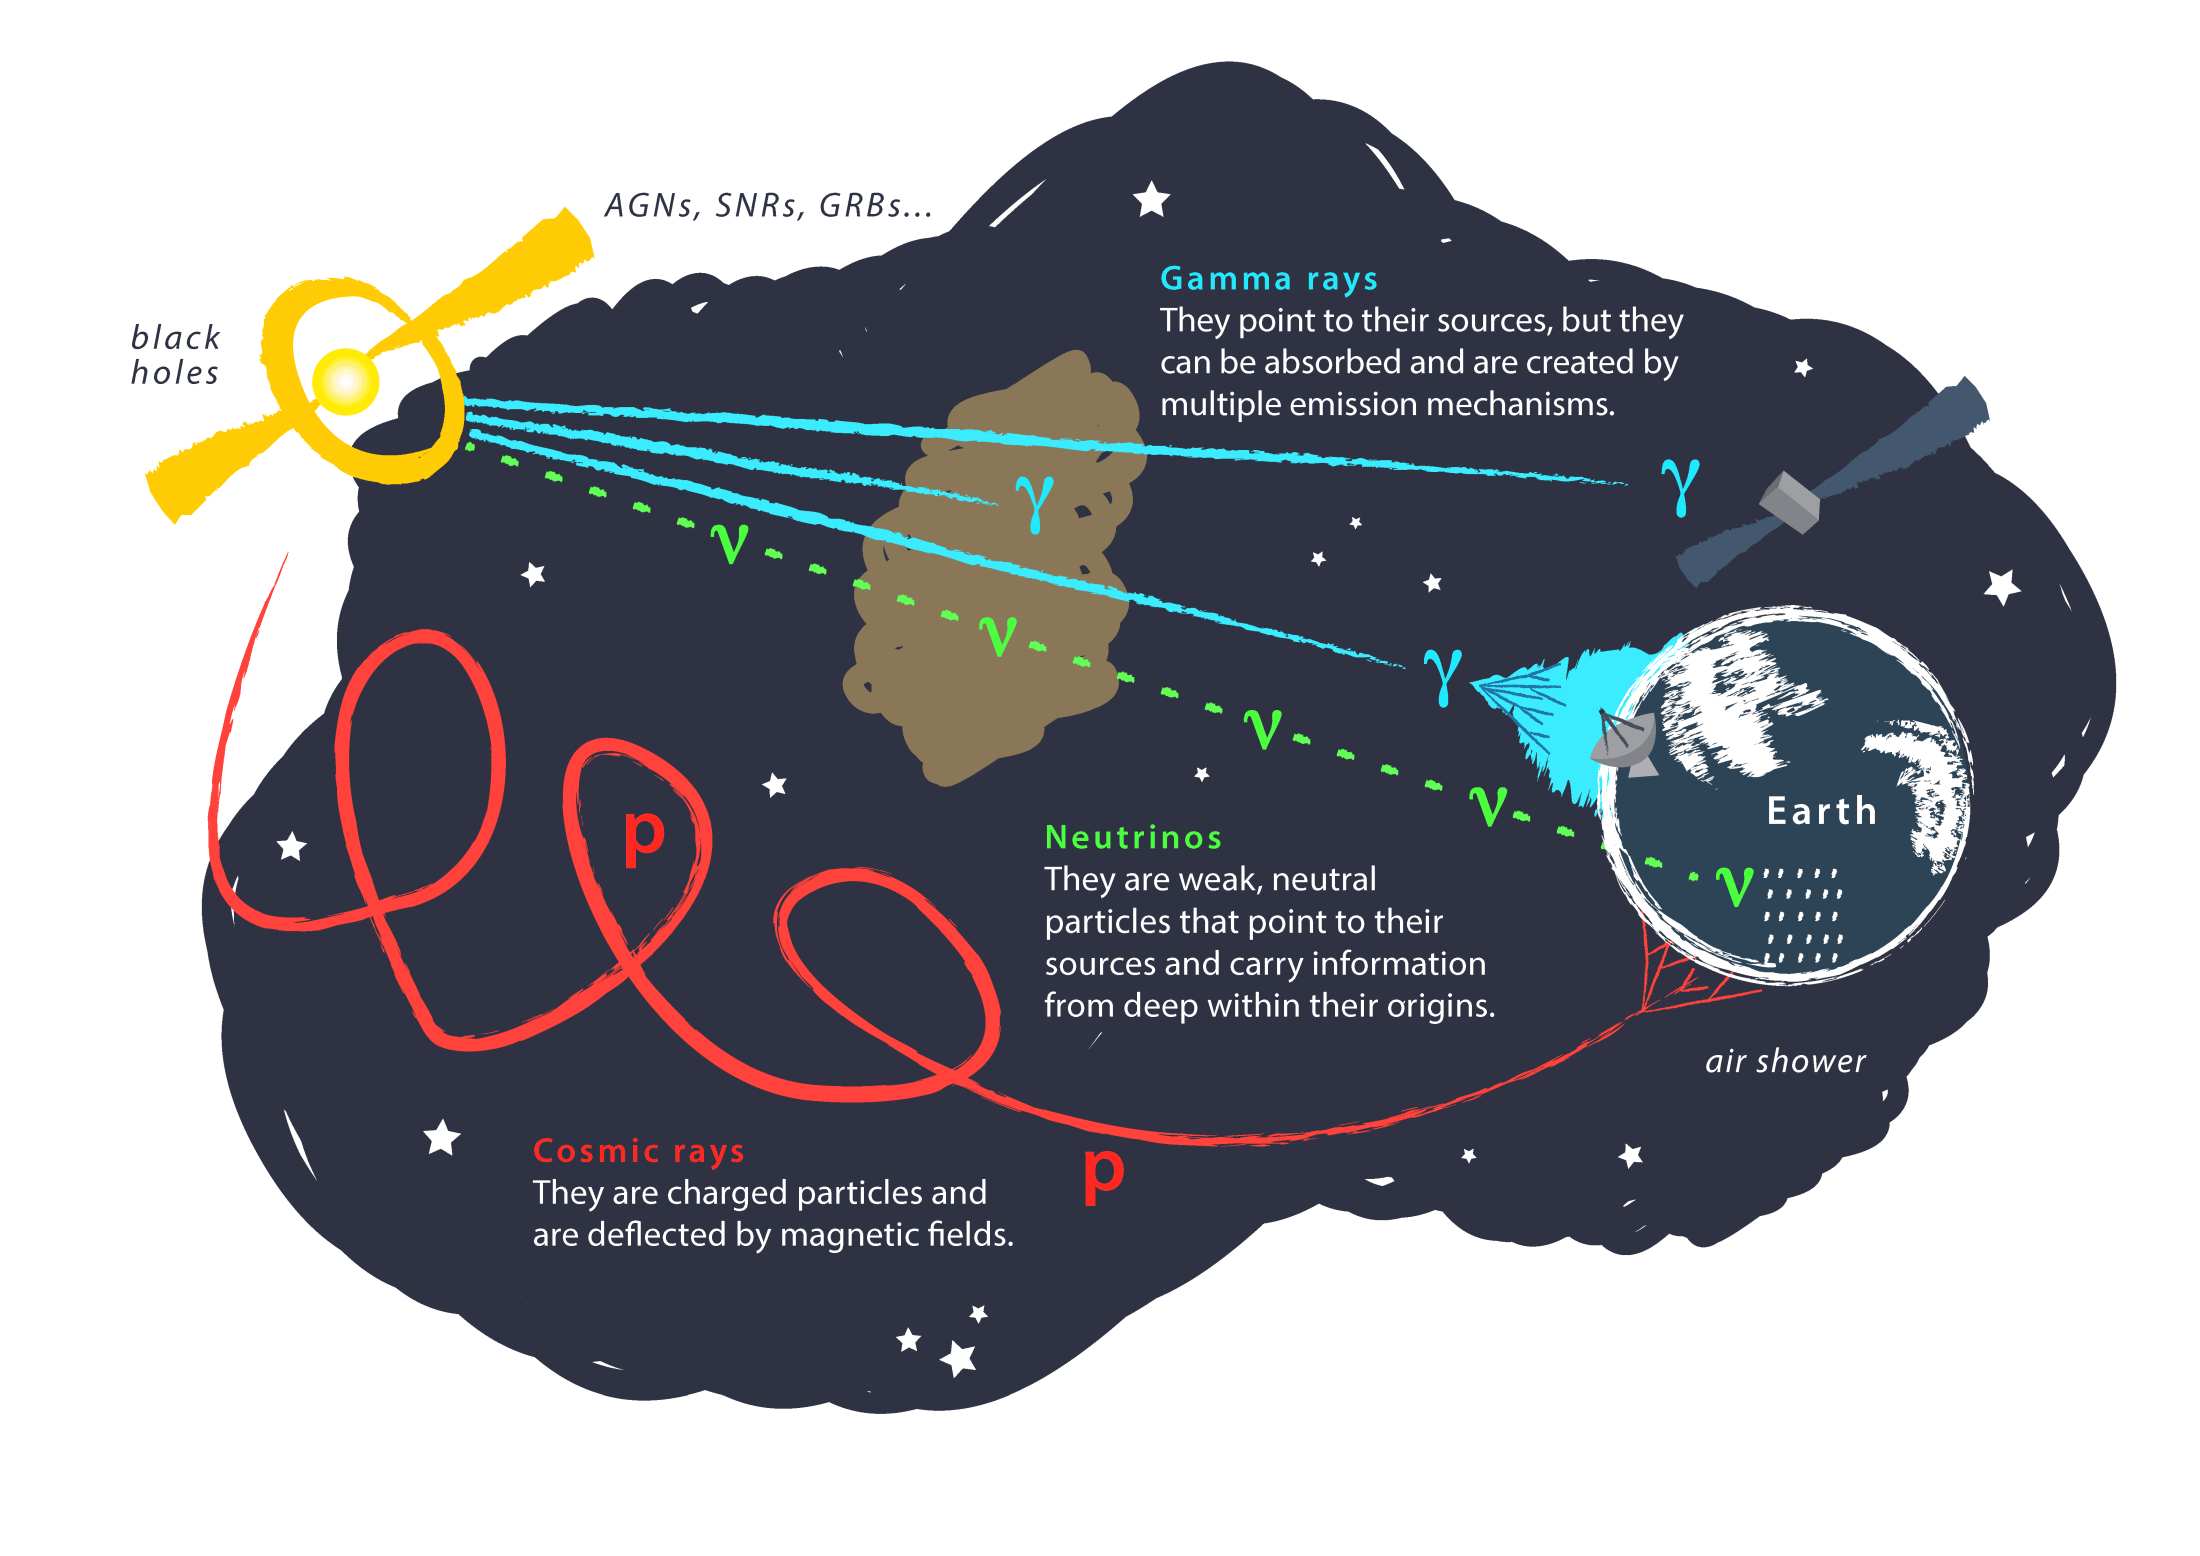 AGNs, SNRs, GRBs...
black
holes
Gamma rays
They point to their sources, but they
can be absorbed and are created by
multiple emission mechanisms.
γ
γ
ν
ν
γ
ν
ν
p
Earth
Neutrinos
They are weak, neutral
particles that point to their
sources and carry information
from deep within their origins.
ν
air shower
Cosmic rays
They are charged particles and
are deflected by magnetic fields.
p